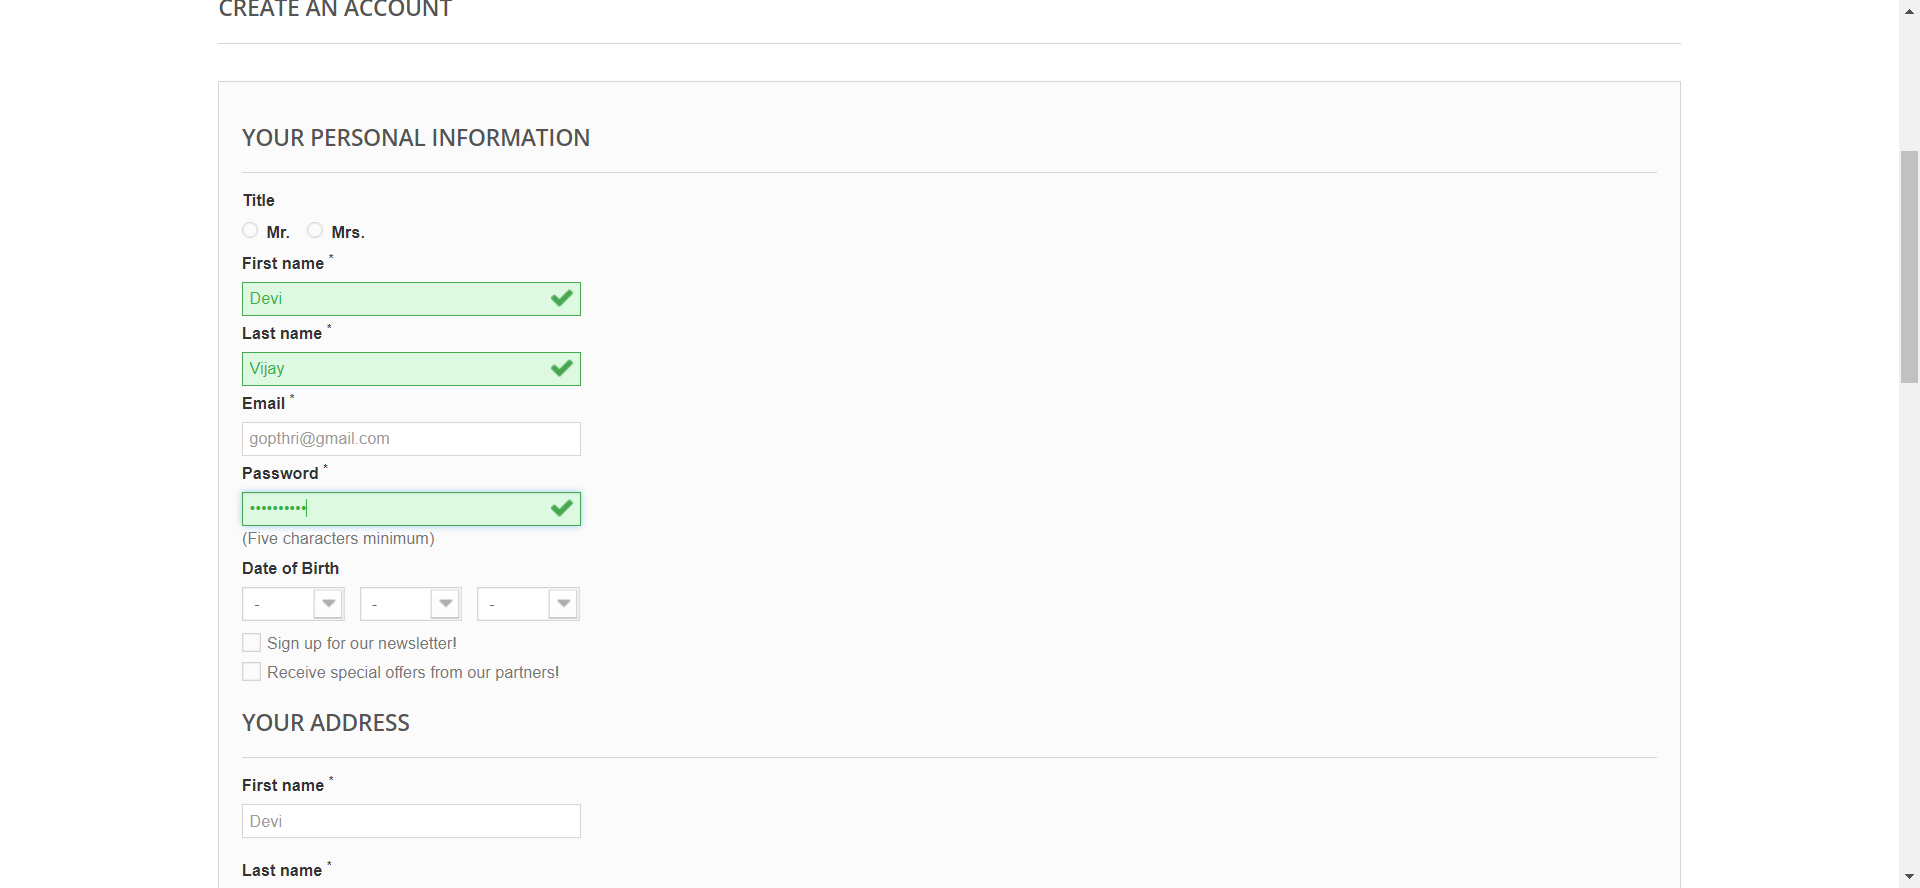 CREATE AN ACCOUNT
YOUR PERSONAL INFORMATION
Title
Mr. Mrs.
First name *
Devi
Last name *
Vijay
Email *
gopthri@gmail.com
Password *
••••••••••
(Five characters minimum)
Date of Birth
- - -
Sign up for our newsletter!
Receive special offers from our partners!
YOUR ADDRESS
First name *
Devi
Last name *